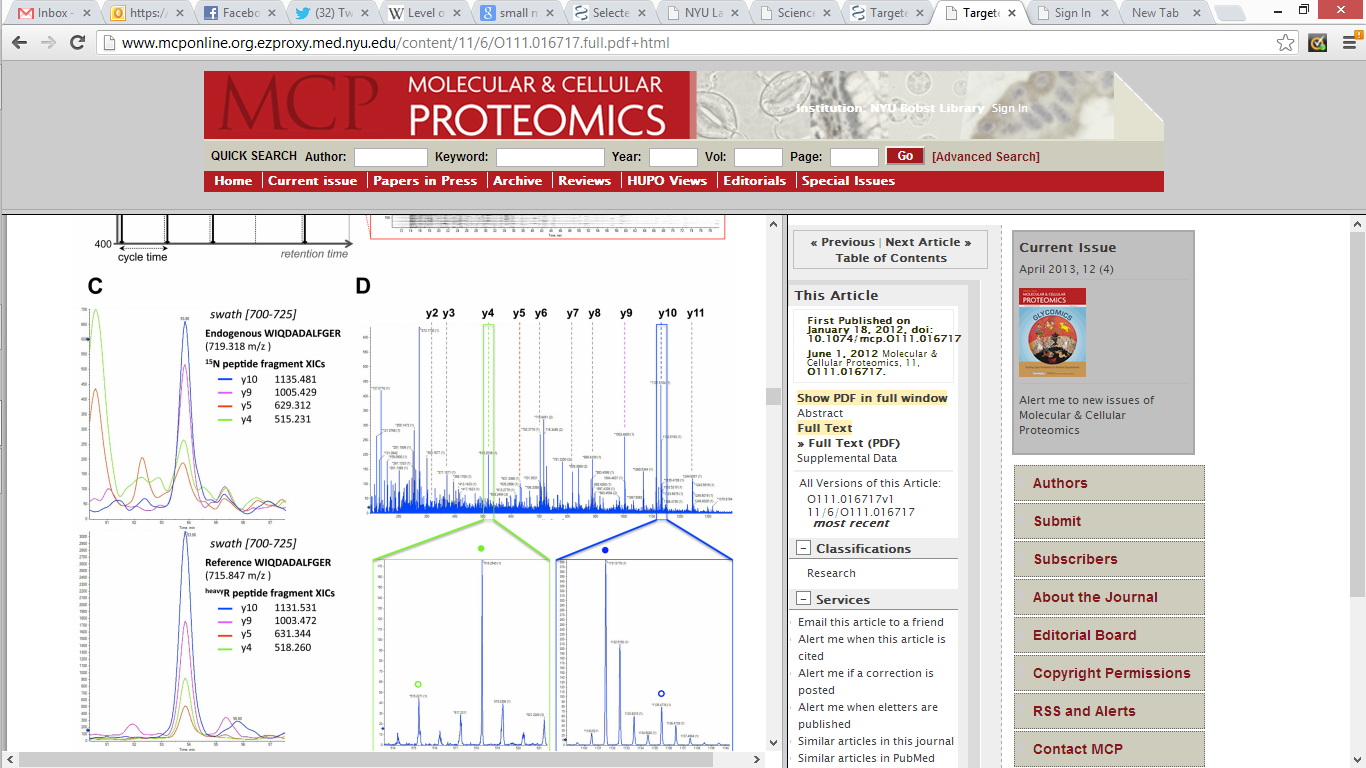 Inbox -
https:/
Facebo
(32) Tw
Level o
small n
Selecte
NYU La
Science
Targete
Targete
Sign In
New Tab
www.mcponline.org.ezproxy.med.nyu.edu/content/11/6/O111.016717.full.pdf+html
MCP
MOLECULAR & CELLULAR
PROTEOMICS
Institution: NYU Bobst Library Sign In
QUICK SEARCH Author: Keyword: Year: Vol: Page: Go [Advanced Search]
Home Current issue Papers in Press Archive Reviews HUPO Views Editorials Special Issues
400
cycle time
retention time
C
swath [700-725]
Endogenous WIQDADALFGER
(719.318 m/z )
15N peptide fragment XICs
y10 1135.481
y9 1005.429
y5 629.312
y4 515.231
swath [700-725]
Reference WIQDADALFGER
(715.847 m/z )
heavyR peptide fragment XICs
y10 1131.531
y9 1003.472
y5 631.344
y4 518.260
D
y2 y3 y4 y5 y6 y7 y8 y9 y10 y11
« Previous | Next Article »
Table of Contents
This Article
First Published on
January 18, 2012, doi:
10.1074/mcp.O111.016717
June 1, 2012 Molecular &
Cellular Proteomics, 11,
O111.016717.
Show PDF in full window
Abstract
Full Text
» Full Text (PDF)
Supplemental Data
All Versions of this Article:
O111.016717v1
11/6/O111.016717
most recent
Classifications
Research
Services
Email this article to a friend
Alert me when this article is
cited
Alert me if a correction is
posted
Alert me when eletters are
published
Similar articles in this journal
Similar articles in PubMed
Current Issue
April 2013, 12 (4)
MOLECULAR & CELLULAR
PROTEOMICS
GLYCOMICS
Alert me to new issues of
Molecular & Cellular
Proteomics
Authors
Submit
Subscribers
About the Journal
Editorial Board
Copyright Permissions
RSS and Alerts
Contact MCP